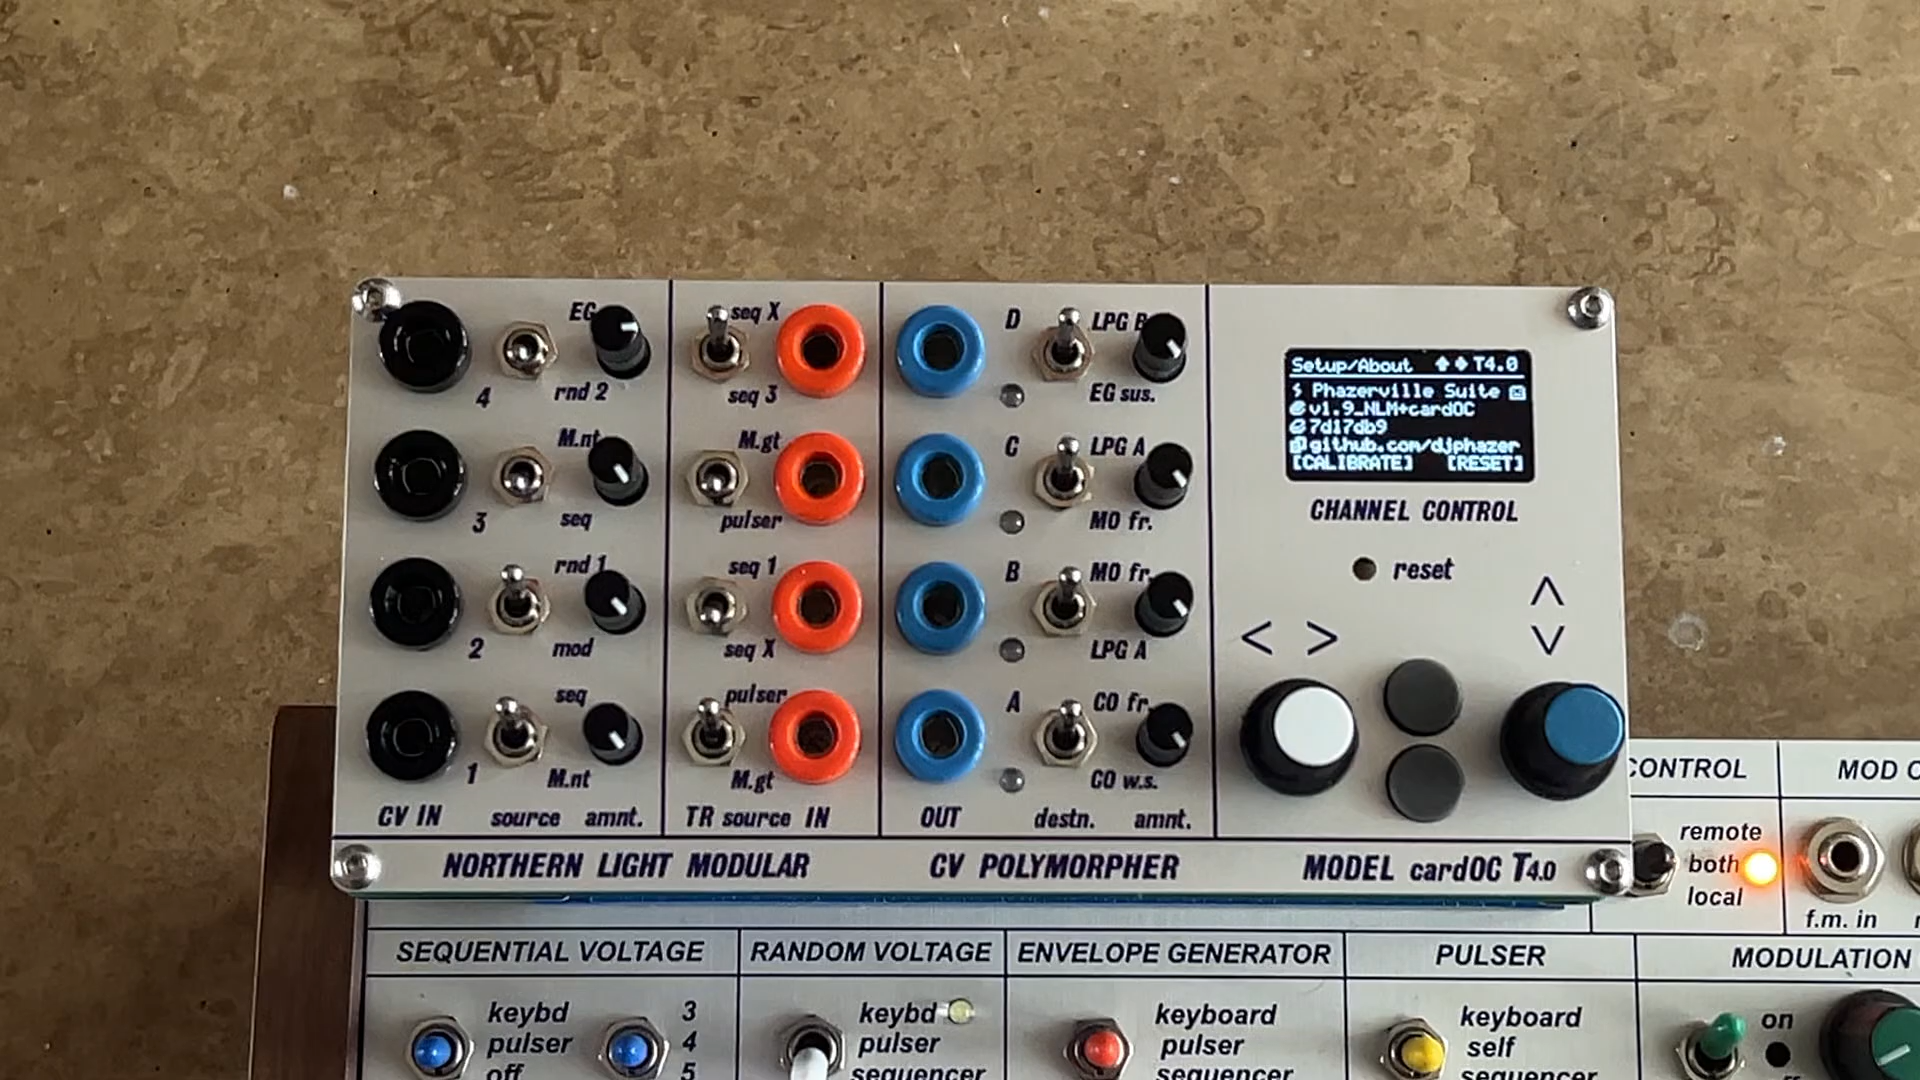 EG
4
rnd 2
M.nt
3
seq
rnd 1
2
mod
seq
1
M.nt
CV IN source amnt.
seq X
seq 3
M.gt
pulser
seq 1
seq X
pulser
M.gt
TR source IN
D LPG B
EG sus.
C LPG A
MO fr.
B MO fr.
LPG A
A CO fr.
CO w.s.
OUT destn. amnt.
Setup/About T4.0
Phazerville Suite
v1.9_NLM+cardOC
7d17db9
github.com/djphazer
[CALIBRATE] [RESET]
CHANNEL CONTROL
reset
< >
NORTHERN LIGHT MODULAR CV POLYMORPHER MODEL cardOC T4.0
CONTROL
remote
both
local
MOD
f.m. in
SEQUENTIAL VOLTAGE
keybd
pulser
off
3
4
5
RANDOM VOLTAGE
keybd
pulser
sequencer
ENVELOPE GENERATOR
keyboard
pulser
sequencer
PULSER
keyboard
self
sequencer
MODULATION
on